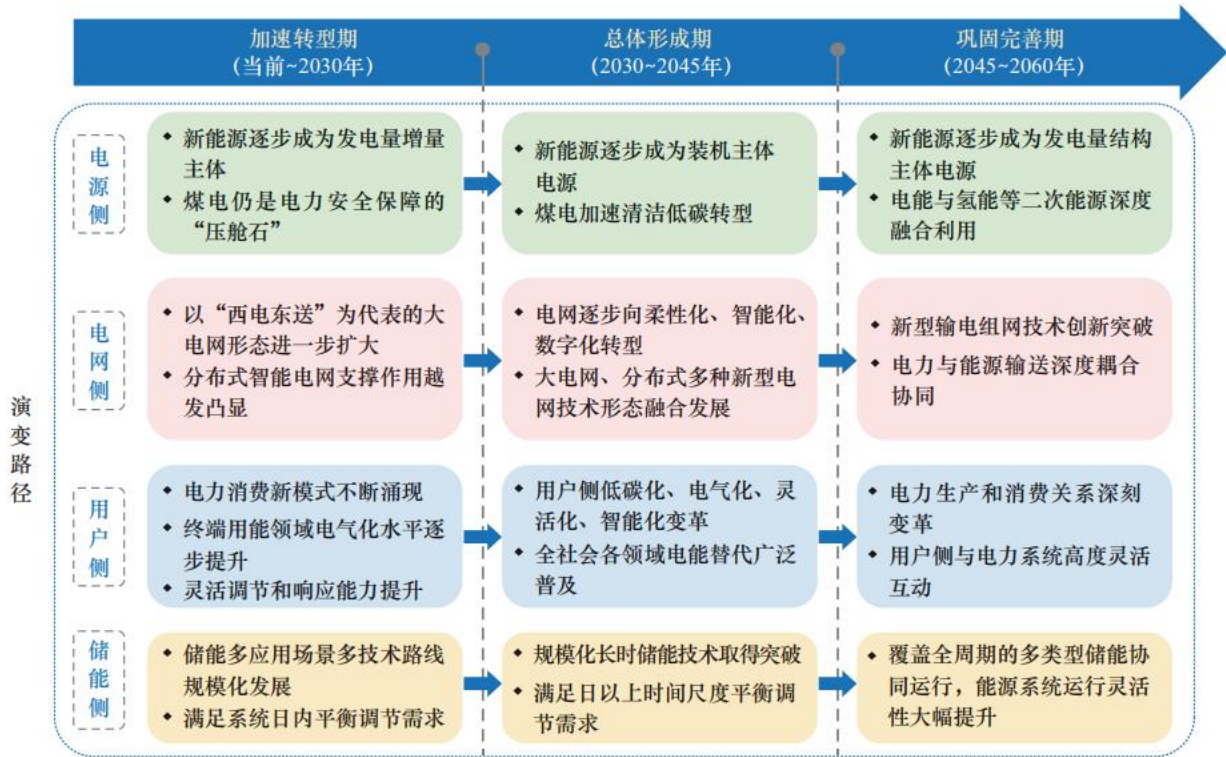 加速转型期
(当前~2030年)
总体形成期
(2030~2045年)
巩固完善期
(2045~2060年)
演变路径
电源侧
◆ 新能源逐步成为发电量增量
主体
◆ 煤电仍是电力安全保障的
“压舱石”
◆ 新能源逐步成为装机主体
电源
◆ 煤电加速清洁低碳转型
◆ 新能源逐步成为发电量结构
主体电源
◆ 电能与氢能等二次能源深度
融合利用
电网侧
◆ 以“西电东送”为代表的大
电网形态进一步扩大
◆ 分布式智能电网支撑作用越
发凸显
◆ 电网逐步向柔性化、智能化、
数字化转型
◆ 大电网、分布式多种新型电
网技术形态融合发展
◆ 新型输电组网技术创新突破
◆ 电力与能源输送深度耦合
协同
用户侧
◆ 电力消费新模式不断涌现
◆ 终端用能领域电气化水平逐
步提升
◆ 灵活调节和响应能力提升
◆ 用户侧低碳化、电气化、灵
活化、智能化变革
◆ 全社会各领域电能替代广泛
普及
◆ 电力生产和消费关系深刻
变革
◆ 用户侧与电力系统高度灵活
互动
储能侧
◆ 储能多应用场景多技术路线
规模化发展
◆ 满足系统日内平衡调节需求
◆ 规模化长时储能技术取得突破
◆ 满足日以上时间尺度平衡调
节需求
◆ 覆盖全周期的多类型储能协
同运行，能源系统运行灵活
性大幅提升